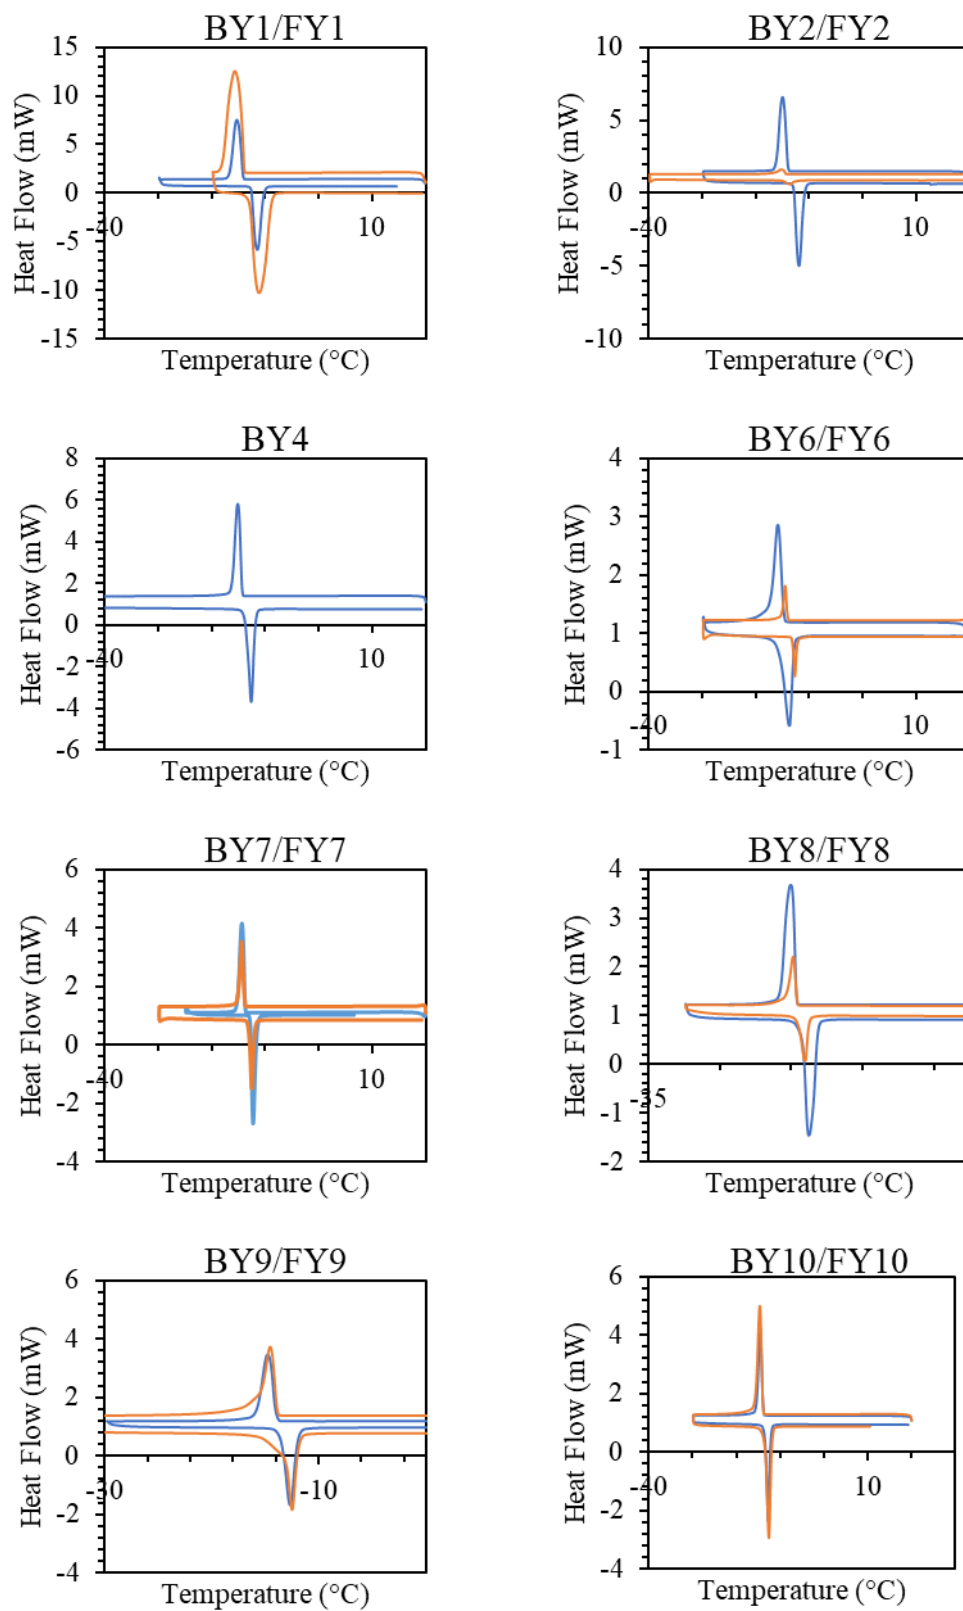 BY1/FY1
Heat Flow (mW)
15
10
5
0
-5
-10
-15
-40
10
Temperature (°C)
BY2/FY2
Heat Flow (mW)
10
5
0
-5
-10
-40
10
Temperature (°C)
BY4
Heat Flow (mW)
8
6
4
2
0
-2
-4
-6
-40
10
Temperature (°C)
BY6/FY6
Heat Flow (mW)
4
3
2
1
0
-1
-40
10
Temperature (°C)
BY7/FY7
Heat Flow (mW)
6
4
2
0
-2
-4
-40
10
Temperature (°C)
BY8/FY8
Heat Flow (mW)
4
3
2
1
0
-1
-2
-35
Temperature (°C)
BY9/FY9
Heat Flow (mW)
6
4
2
0
-2
-4
-30
-10
Temperature (°C)
BY10/FY10
Heat Flow (mW)
6
4
2
0
-2
-4
-40
10
Temperature (°C)